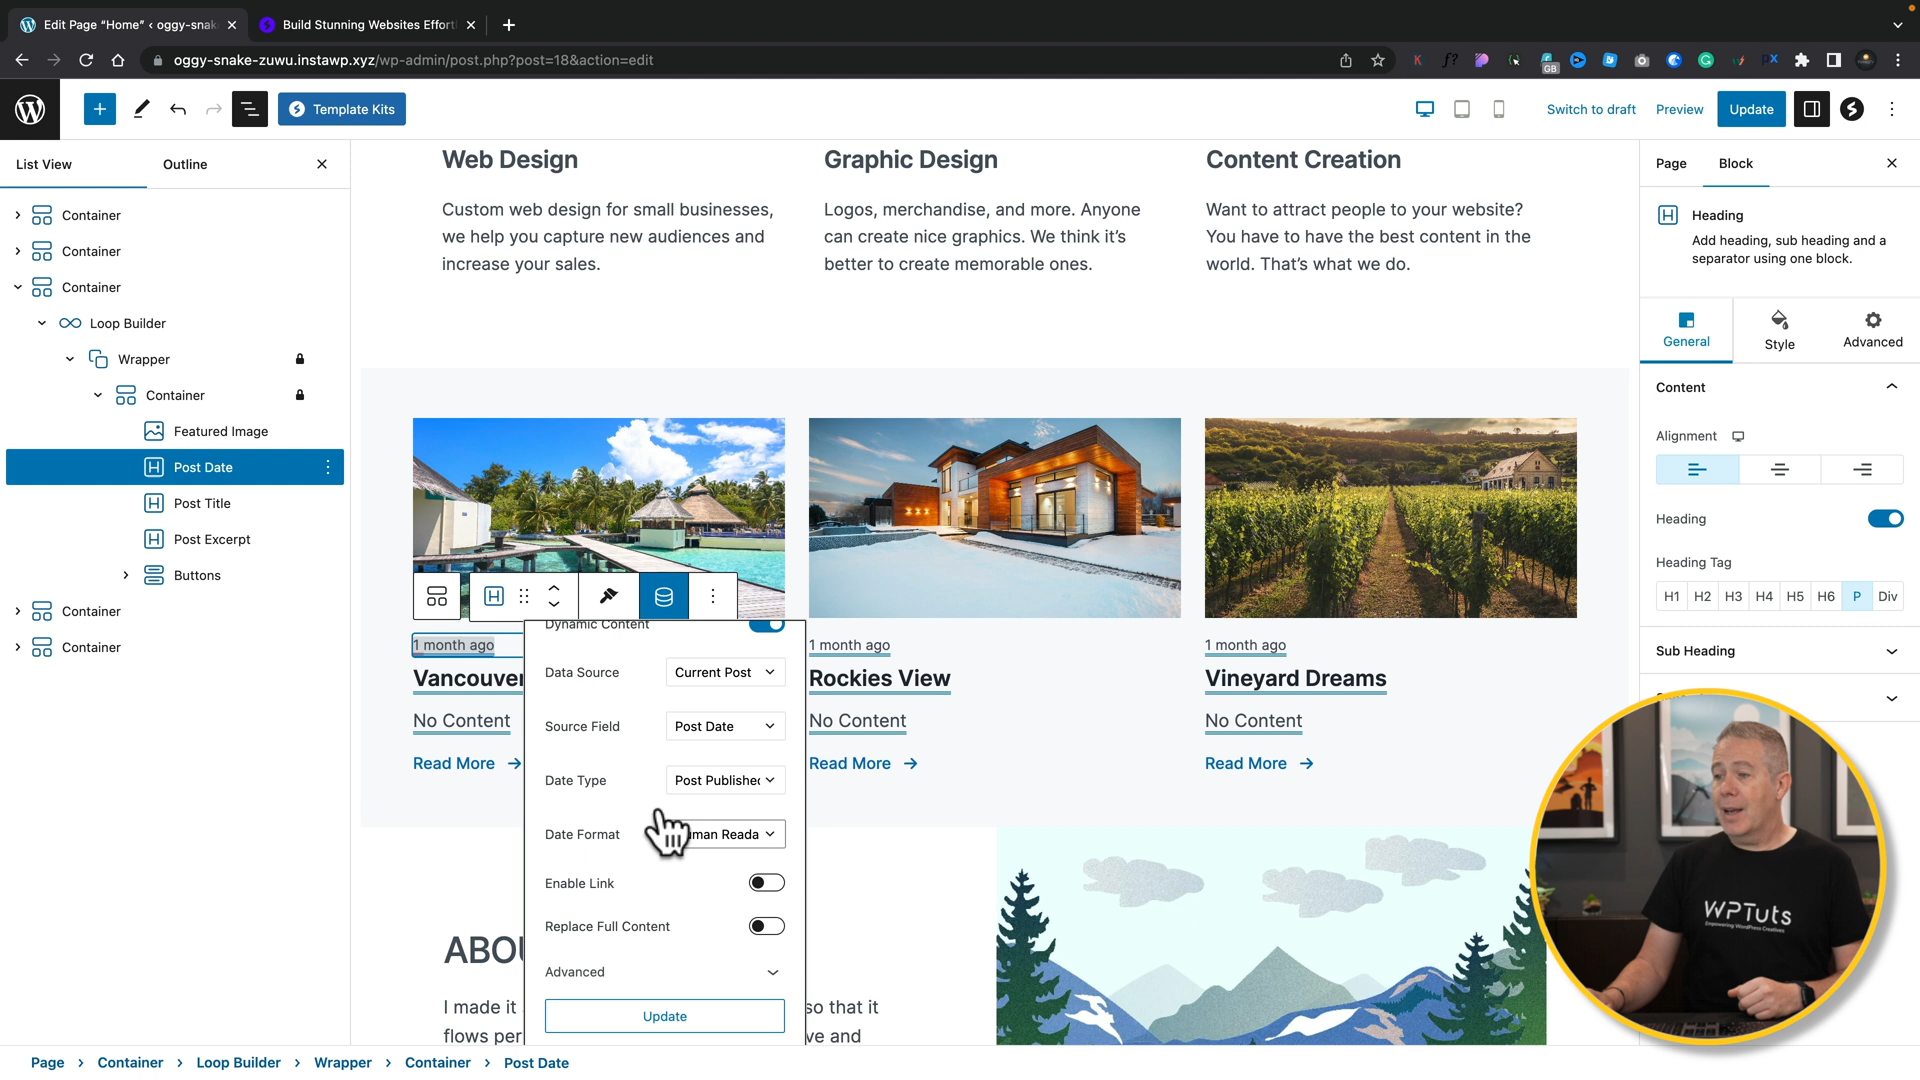 Edit Page “Home” ‹ oggy-snak
Build Stunning Websites Effort
oggy-snake-zuwu.instawp.xyz/wp-admin/post.php?post=18&action=edit
GB
Template Kits
Switch to draft
Preview
Update
List View
Outline
Container
Container
Container
Loop Builder
Wrapper
Container
Featured Image
Post Date
Post Title
Post Excerpt
Buttons
Container
Container
Web Design
Custom web design for small businesses,
we help you capture new audiences and
increase your sales.
Graphic Design
Logos, merchandise, and more. Anyone
can create nice graphics. We think it’s
better to create memorable ones.
Content Creation
Want to attract people to your website?
You have to have the best content in the
world. That’s what we do.
1 month ago
Vancouver
No Content
Read More
1 month ago
Rockies View
No Content
Read More
1 month ago
Vineyard Dreams
No Content
Read More
Dynamic Content
Data Source
Current Post
Source Field
Post Date
Date Type
Post Published
Date Format
uman Reada
Enable Link
Replace Full Content
Advanced
Update
ABOU
I made it
so that it
flows per
ve and
Page
Block
Heading
Add heading, sub heading and a
separator using one block.
General
Style
Advanced
Content
Alignment
Heading
Heading Tag
H1 H2 H3 H4 H5 H6 P Div
Sub Heading
WPTuts
Empowering WordPress Creatives
Page > Container > Loop Builder > Wrapper > Container > Post Date